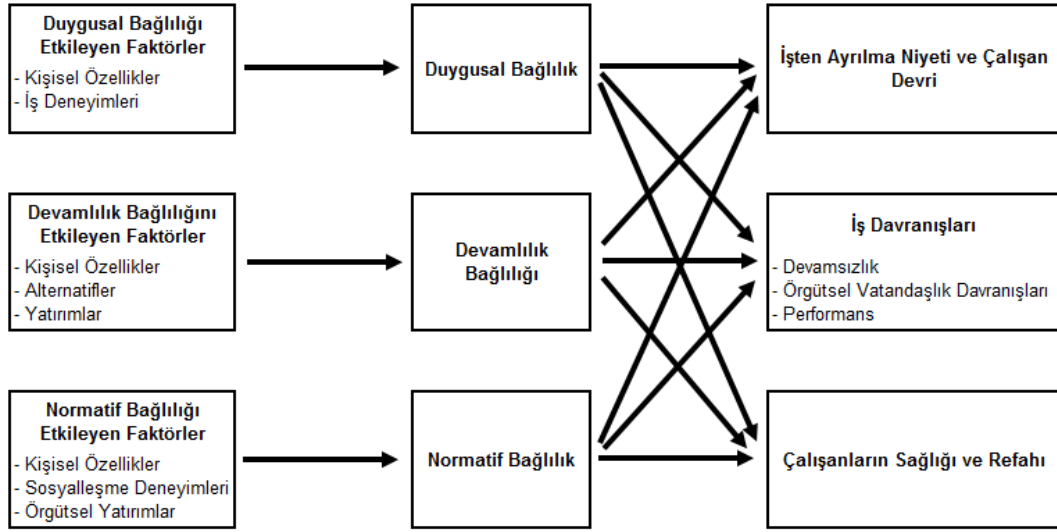 Duygusal Bağlılığı
Etkileyen Faktörler
- Kişisel Özellikler
- İş Deneyimleri
Duygusal Bağlılık
İşten Ayrılma Niyeti ve Çalışan
Devri
Devamlılık Bağlılığını
Etkileyen Faktörler
- Kişisel Özellikler
- Alternatifler
- Yatırımlar
Devamlılık
Bağlılığı
İş Davranışları
- Devamsızlık
- Örgütsel Vatandaşlık Davranışları
- Performans
Normatif Bağlılığı
Etkileyen Faktörler
- Kişisel Özellikler
- Sosyalleşme Deneyimleri
- Örgütsel Yatırımlar
Normatif Bağlılık
Çalışanların Sağlığı ve Refahı